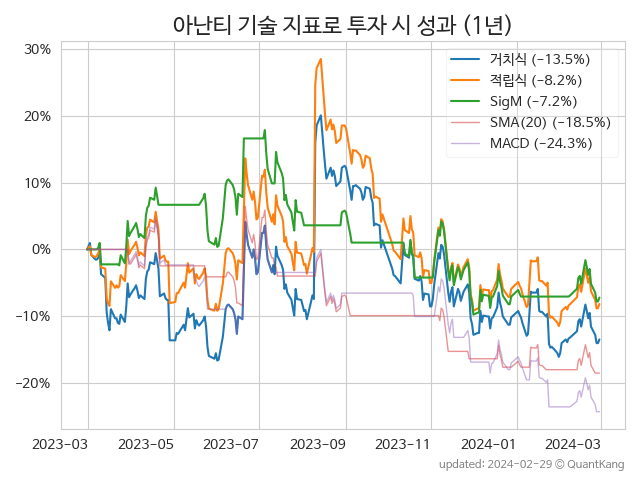 아난티 기술 지표로 투자 시 성과 (1년)
30%
20%
10%
0%
−10%
−20%
거치식 (−13.5%)
적립식 (−8.2%)
SigM (−7.2%)
SMA(20) (−18.5%)
MACD (−24.3%)
2023-03
2023-05
2023-07
2023-09
2023-11
2024-01
2024-03
updated: 2024-02-29 © QuantKang